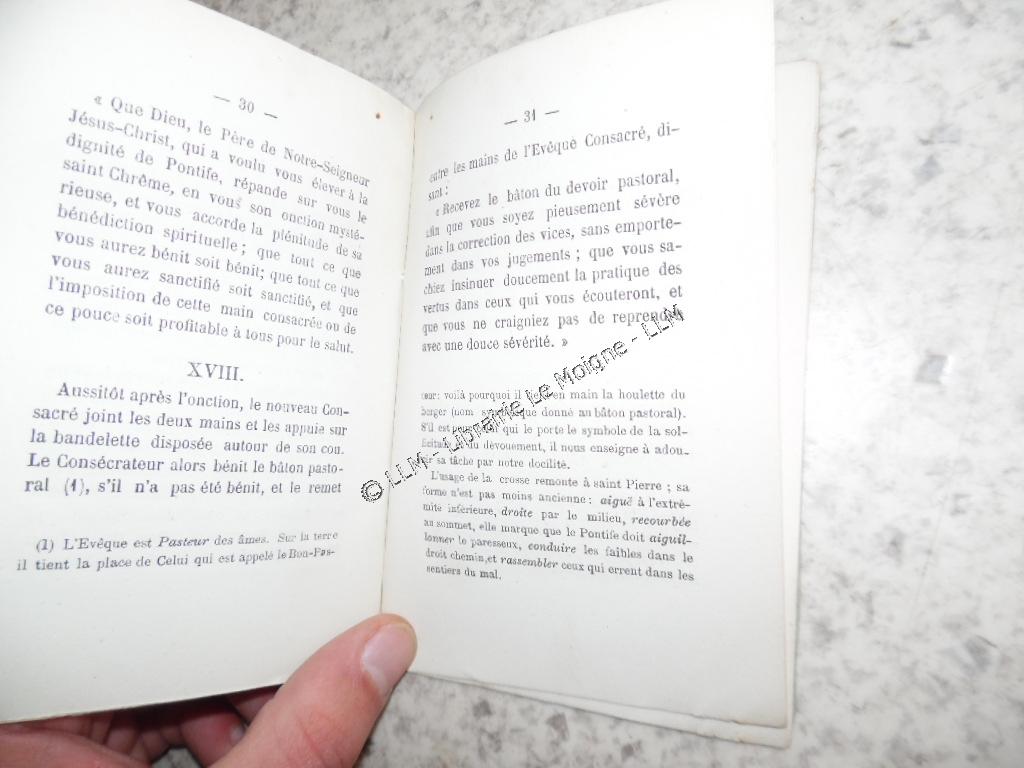 — 30 —
« Que Dieu, le Père de Notre-Seigneur
Jésus-Christ, qui a voulu vous élever à la
dignité de Pontife, répande sur vous le
saint Chrême, en vous son onction mysté-
rieuse, et vous accorde la plénitude de sa
bénédiction spirituelle ; que tout ce que
vous aurez béni soit bénit; que tout ce que
vous aurez sanctifié soit sanctifié, et que
l'imposition de cette main consacrée ou de
ce pouce soit profitable à tous pour le salut.
XVIII.
Aussitôt après l'onction, le nouveau Con-
sacré joint les deux mains et les appuie sur
la bandelette disposée autour de son cou.
Le Consécrateur alors bénit le bâton pasto-
ral (1), s'il n'a pas été bénit, et le remet
(1) L'Evêque est Pasteur des âmes. Sur la terre
il tient la place de Celui qui est appelé le Bon-Pas-
— 31 —
entre les mains de l'Evêque Consacré, di-
sant :
« Recevez le bâton du devoir pastoral,
afin que vous soyez pieusement sévère
dans la correction des vices, sans emporte-
ment dans vos jugements ; que vous sa-
chiez insinuer doucement la pratique des
vertus dans ceux qui vous écouteront, et
que vous ne craigniez pas de reprendre
avec une douce sévérité. »
teur: voilà pourquoi il tient en main la houlette du
berger (nom symbolique donné au bâton pastoral).
S'il est pour qui le porte le symbole de la sol-
licitude et du dévouement, il nous enseigne à adou-
cir sa tâche par notre docilité.
L'usage de la crosse remonte à saint Pierre ; sa
forme n'est pas moins ancienne : aiguë à l'extré-
mité inférieure, droite par le milieu, recourbée
au sommet, elle marque que le Pontife doit aiguil-
lonner le paresseux, conduire les faibles dans le
droit chemin, et rassembler ceux qui errent dans les
sentiers du mal.
© LLM - Librairie Le Moigne - LLM